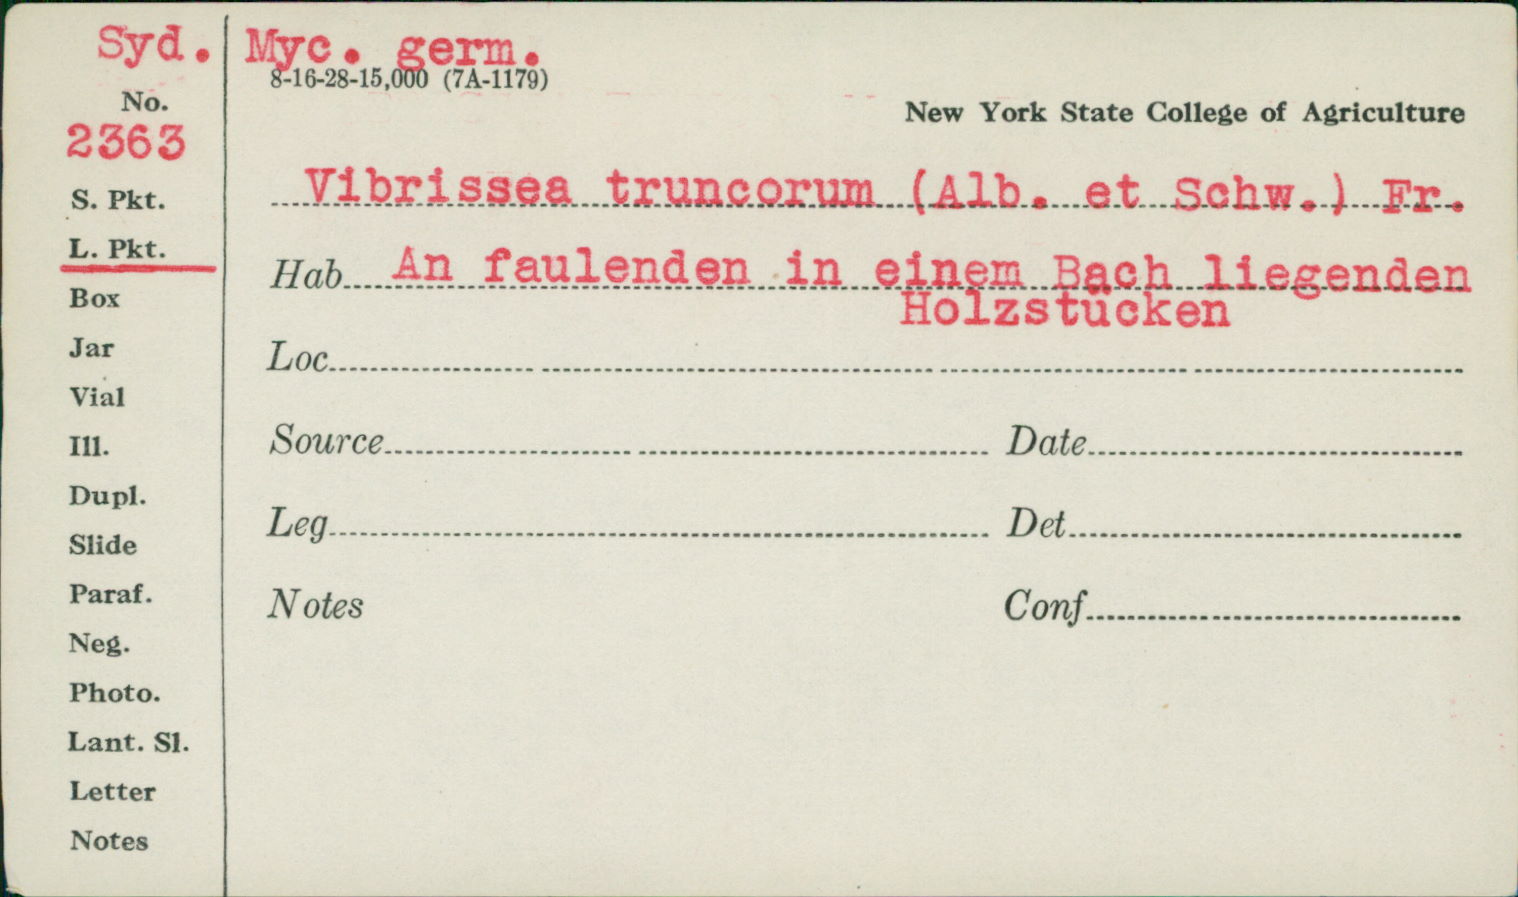 Syd. Myc. germ.
8-16-28-15,000 (7A-1179)
No.
2363
New York State College of Agriculture
S. Pkt.
Vibrissea truncorum (Alb. et Schw.) Fr.
L. Pkt.
Hab. An faulenden in einem Bach liegenden
Holzstücken
Box
Jar
Loc.
Vial
Ill.
Source
Date
Dupl.
Slide
Leg.
Det.
Paraf.
Notes
Conf.
Neg.
Photo.
Lant. Sl.
Letter
Notes